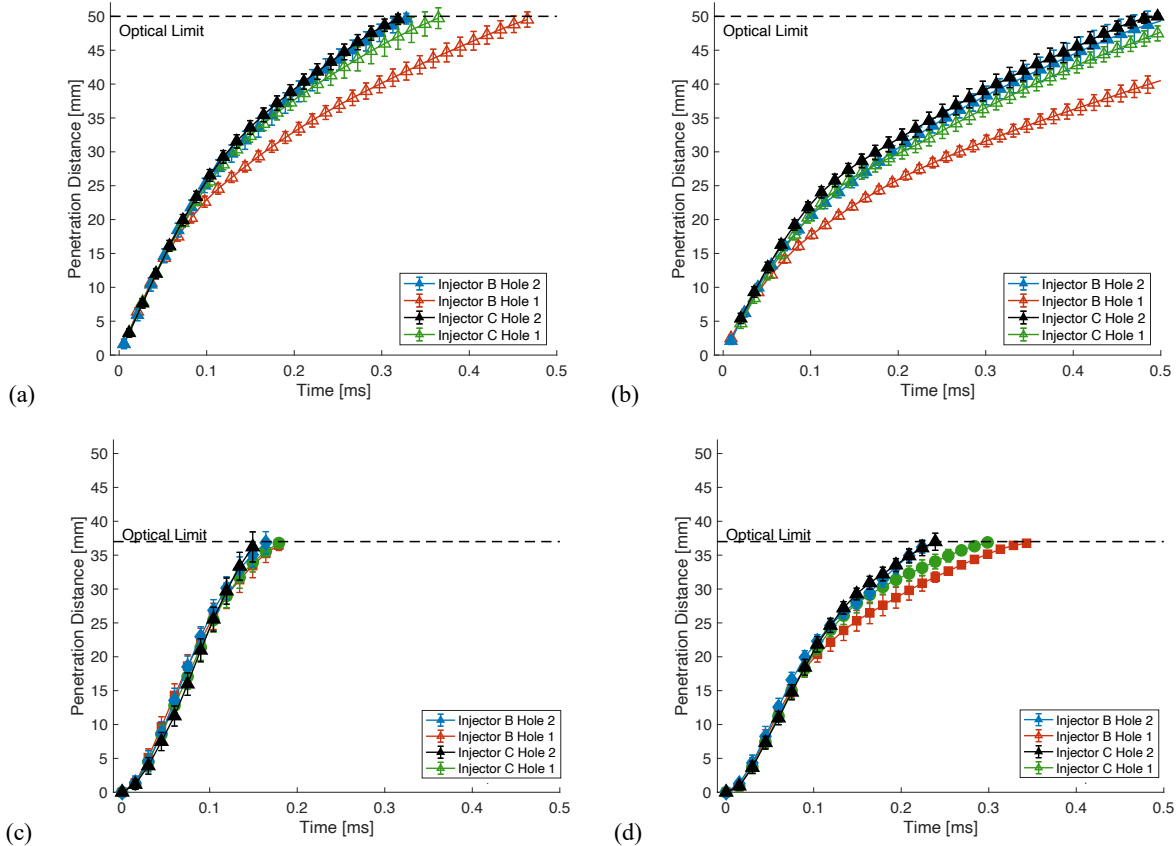 50
45
40
35
30
25
20
15
10
5
0
Penetration Distance [mm]
Optical Limit
Injector B Hole 2
Injector B Hole 1
Injector C Hole 2
Injector C Hole 1
0 0.1 0.2 0.3 0.4 0.5
Time [ms]
(a)
50
45
40
35
30
25
20
15
10
5
0
Penetration Distance [mm]
Optical Limit
Injector B Hole 2
Injector B Hole 1
Injector C Hole 2
Injector C Hole 1
0 0.1 0.2 0.3 0.4 0.5
Time [ms]
(b)
50
45
40
35
30
25
20
15
10
5
0
Penetration Distance [mm]
Optical Limit
Injector B Hole 2
Injector B Hole 1
Injector C Hole 2
Injector C Hole 1
0 0.1 0.2 0.3 0.4 0.5
Time [ms]
(c)
50
45
40
35
30
25
20
15
10
5
0
Penetration Distance [mm]
Optical Limit
Injector B Hole 2
Injector B Hole 1
Injector C Hole 2
Injector C Hole 1
0 0.1 0.2 0.3 0.4 0.5
Time [ms]
(d)